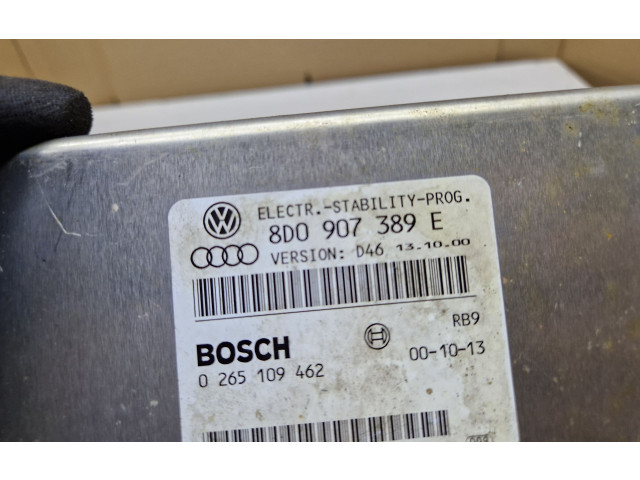 ELECTR.-STABILITY-PROG.
8D0 907 389 E
VERSION: D46 13.10.00
RB9
BOSCH
00-10-13
0 265 109 462